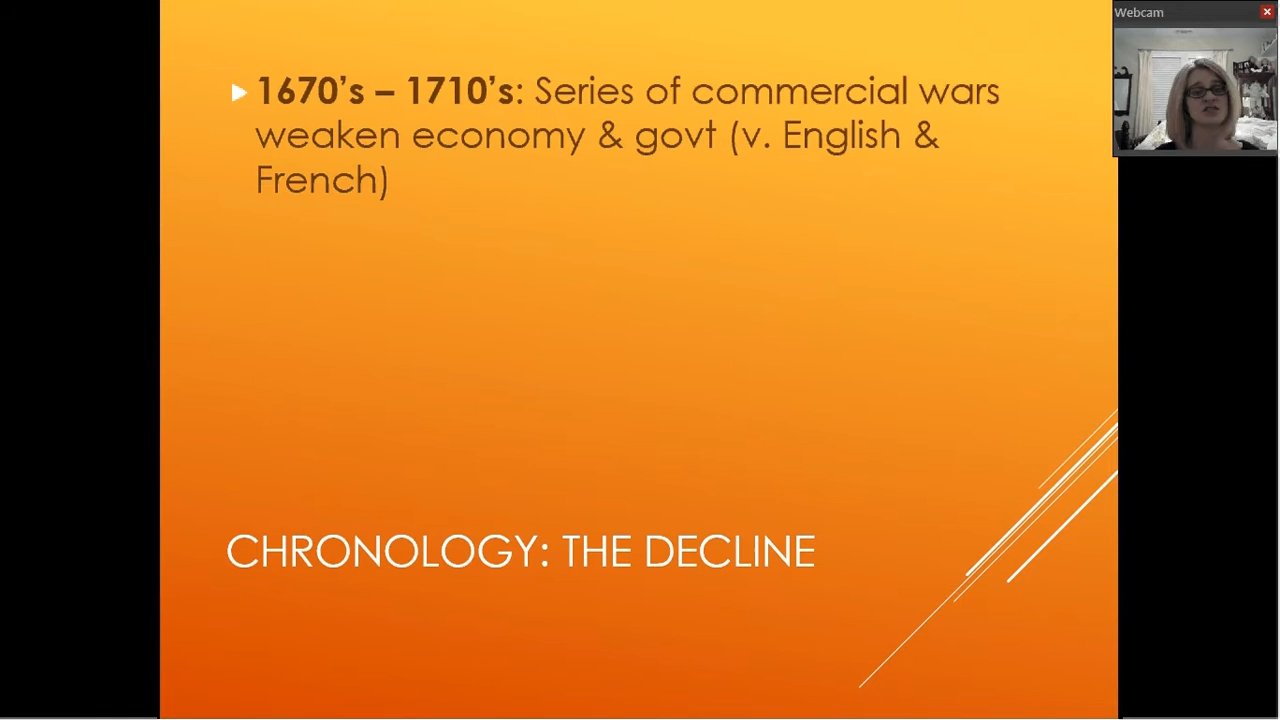 Webcam
1670’s – 1710’s: Series of commercial wars
weaken economy & govt (v. English &
French)
CHRONOLOGY: THE DECLINE